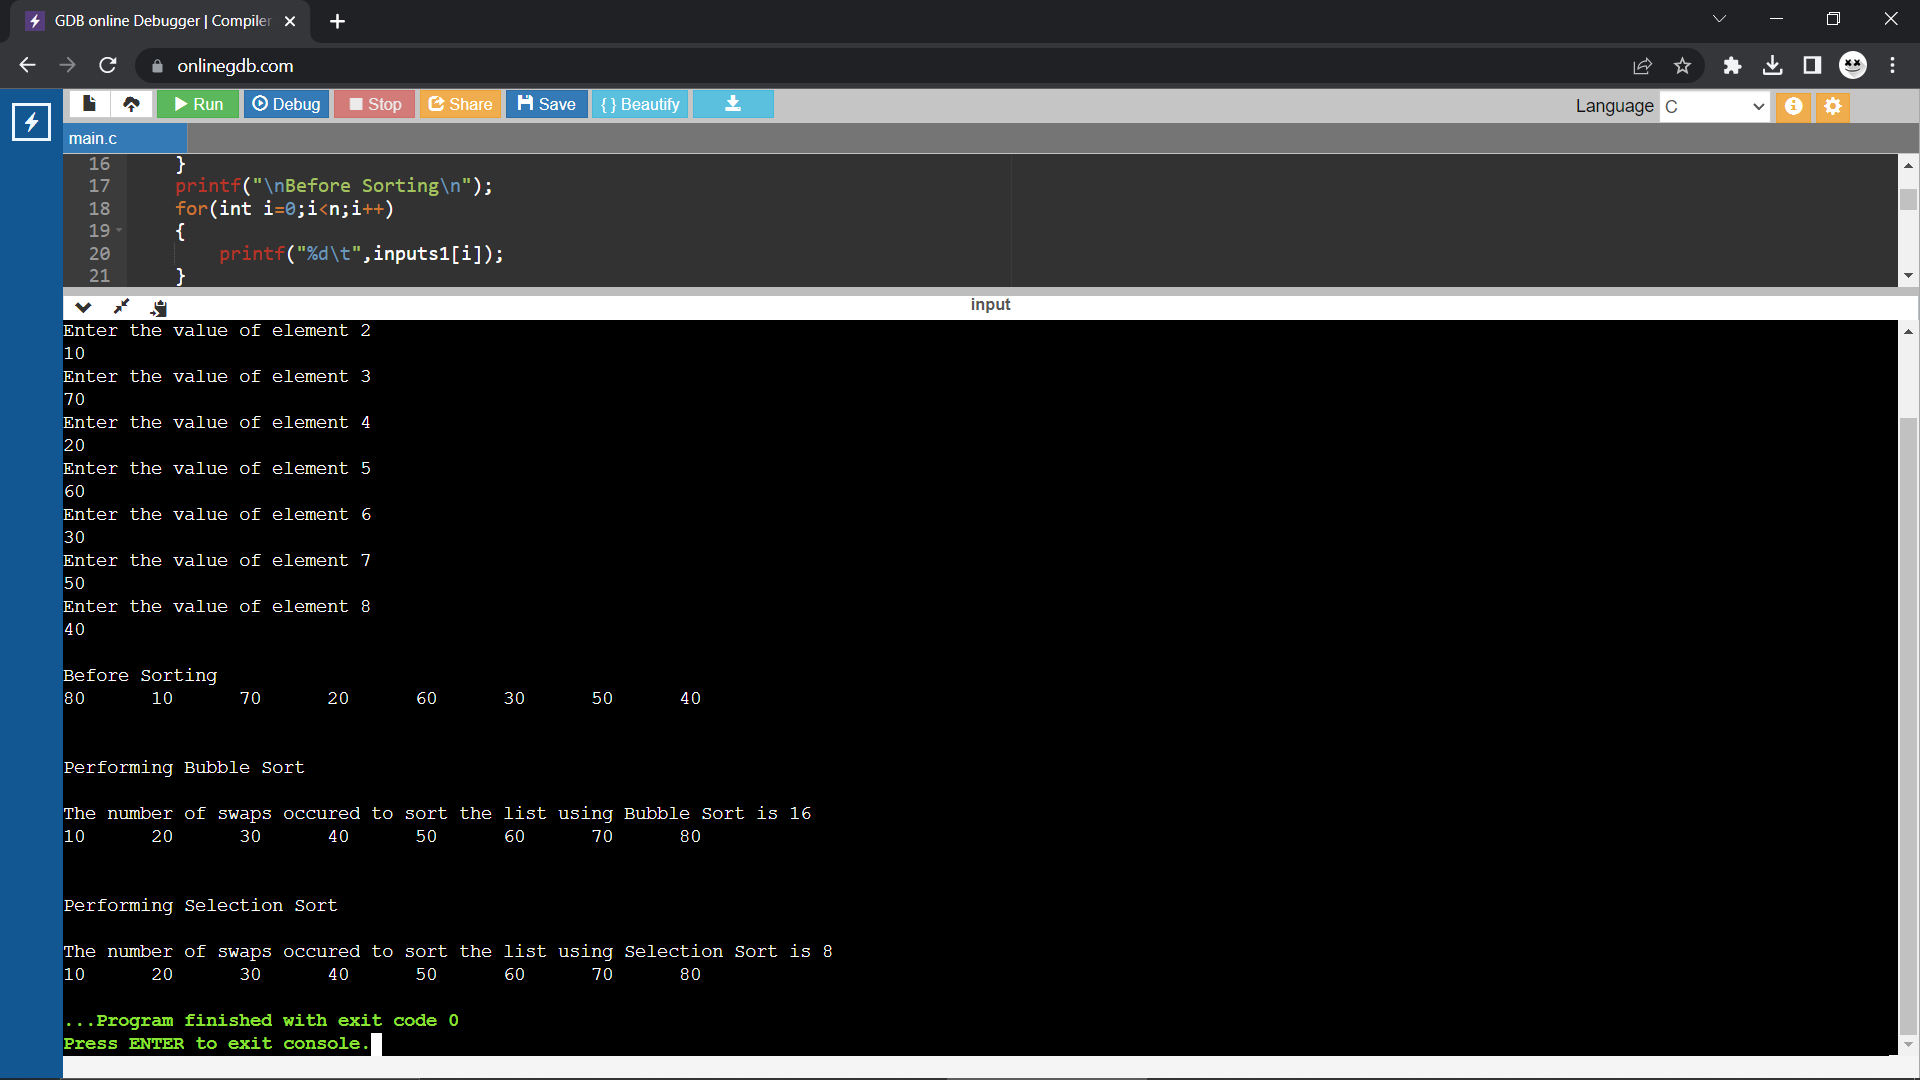 GDB online Debugger | Compiler
onlinegdb.com
Run Debug Stop Share Save {} Beautify
Language C
main.c
16 }
17 printf("\nBefore Sorting\n");
18 for(int i=0;i<n;i++)
19 {
20 printf("%d\t",inputs1[i]);
21 }
input
Enter the value of element 2
10
Enter the value of element 3
70
Enter the value of element 4
20
Enter the value of element 5
60
Enter the value of element 6
30
Enter the value of element 7
50
Enter the value of element 8
40
Before Sorting
80 10 70 20 60 30 50 40
Performing Bubble Sort
The number of swaps occured to sort the list using Bubble Sort is 16
10 20 30 40 50 60 70 80
Performing Selection Sort
The number of swaps occured to sort the list using Selection Sort is 8
10 20 30 40 50 60 70 80
...Program finished with exit code 0
Press ENTER to exit console.